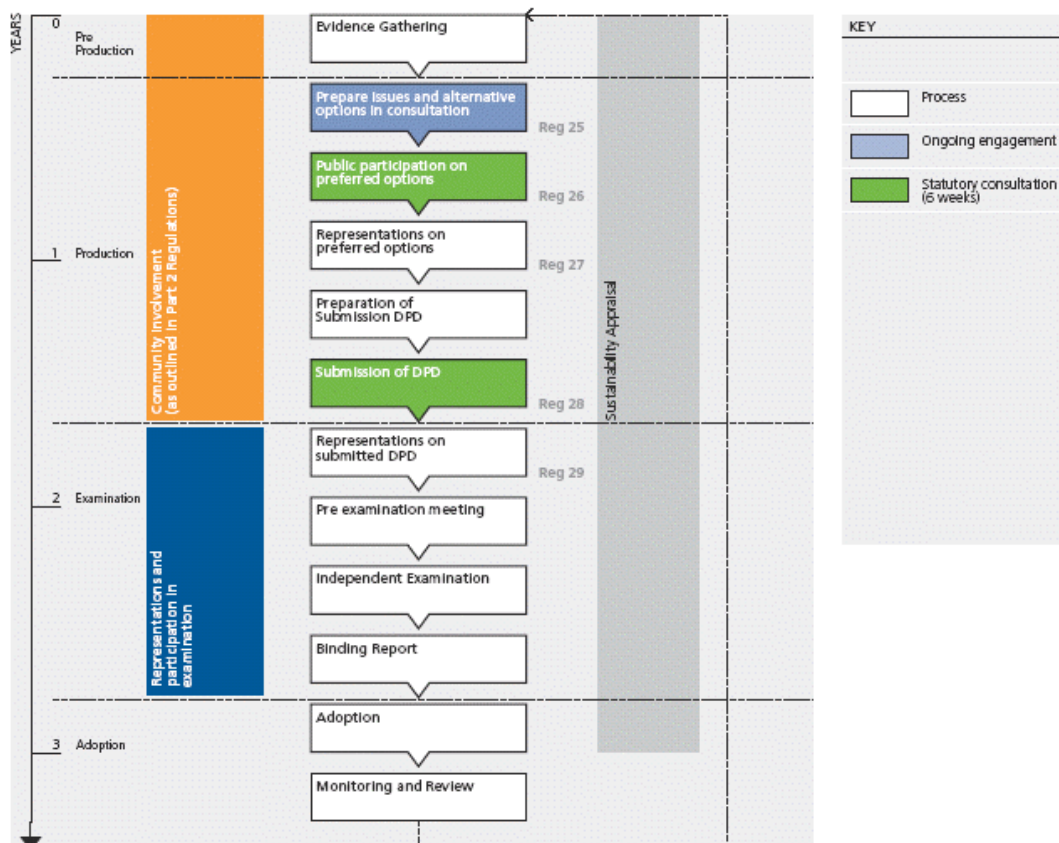 YEARS
0
Pre
Production
Evidence Gathering
Prepare issues and alternative
options in consultation
Reg 25
Public participation on
preferred options
Reg 26
Representations on
preferred options
Reg 27
1
Production
Preparation of
Submission DPD
Submission of DPD
Reg 28
Community Involvement
(as outlined in Part 2 Regulations)
Sustainability Appraisal
Representations on
submitted DPD
Reg 29
2
Examination
Pre examination meeting
Independent Examination
Binding Report
Representations and
participation in
examination
Adoption
3
Adoption
Monitoring and Review
KEY
Process
Ongoing engagement
Statutory consultation
(6 weeks)